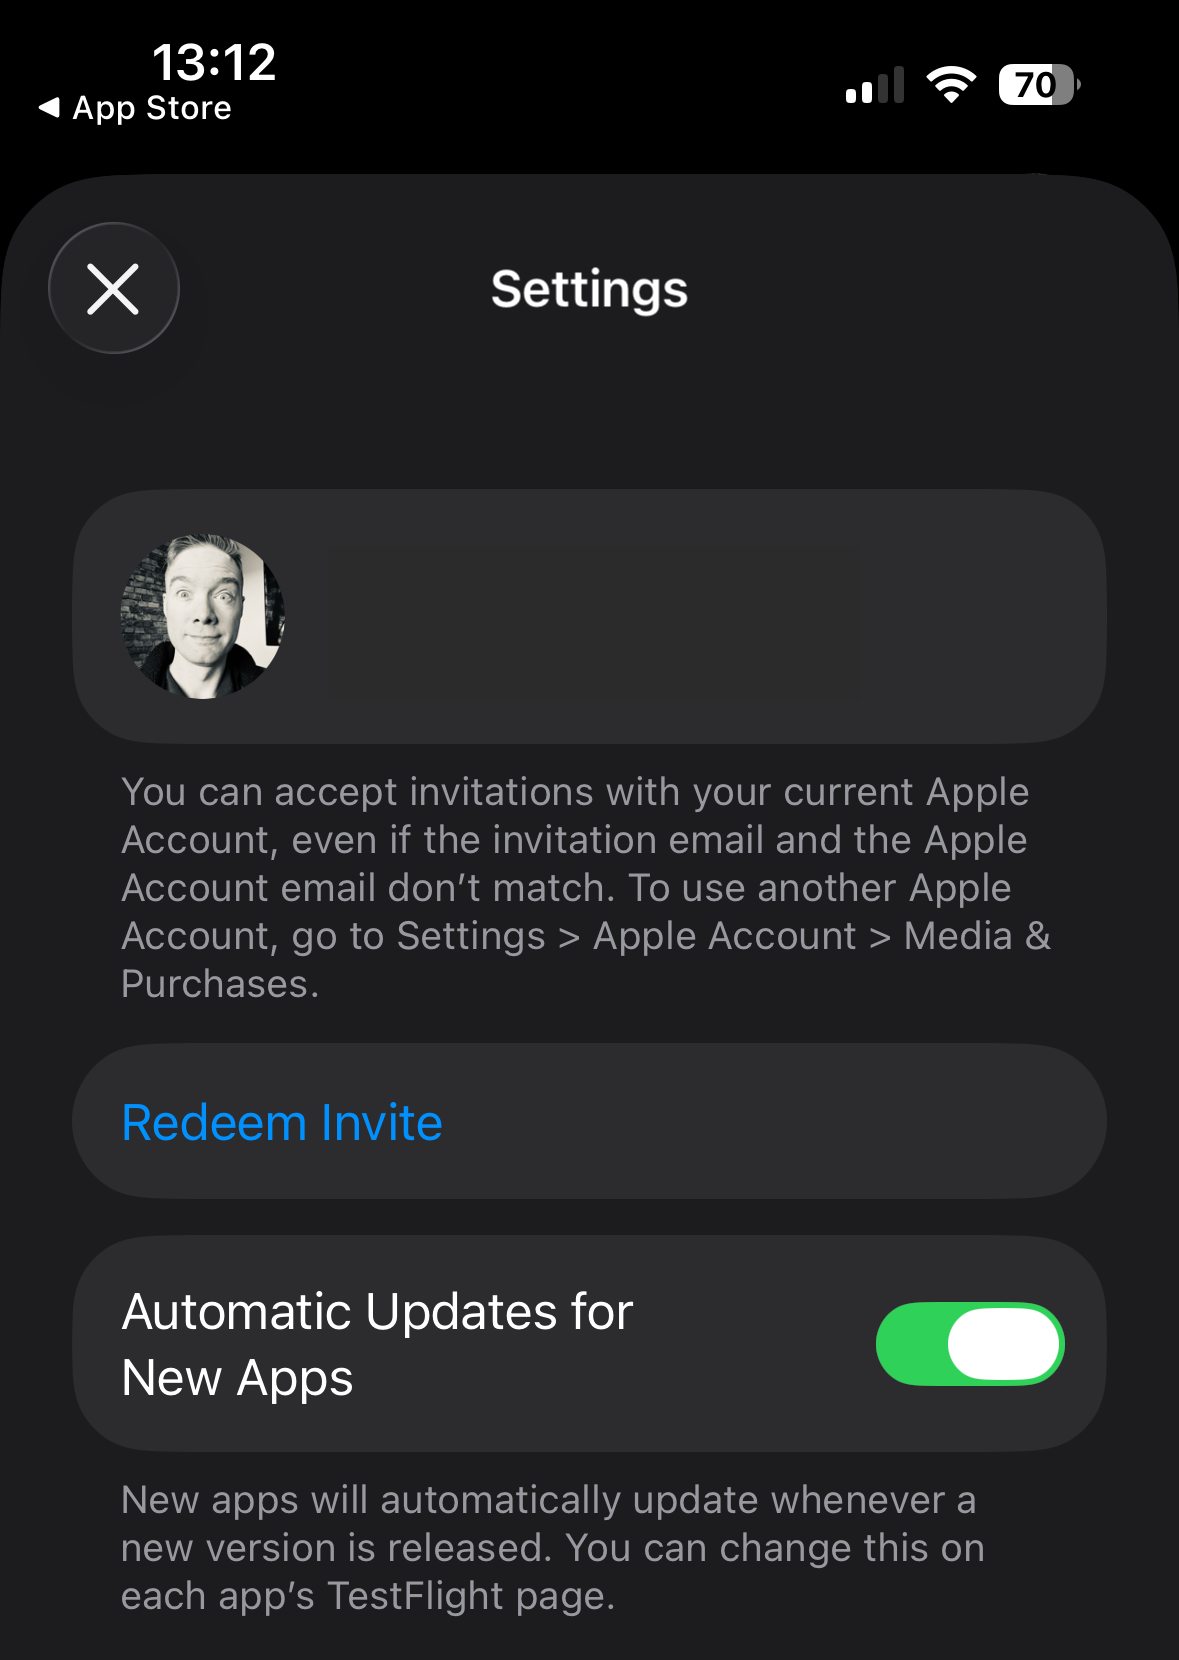 13:12
◀ App Store
70
Settings
You can accept invitations with your current Apple
Account, even if the invitation email and the Apple
Account email don’t match. To use another Apple
Account, go to Settings > Apple Account > Media &
Purchases.
Redeem Invite
Automatic Updates for
New Apps
New apps will automatically update whenever a
new version is released. You can change this on
each app’s TestFlight page.